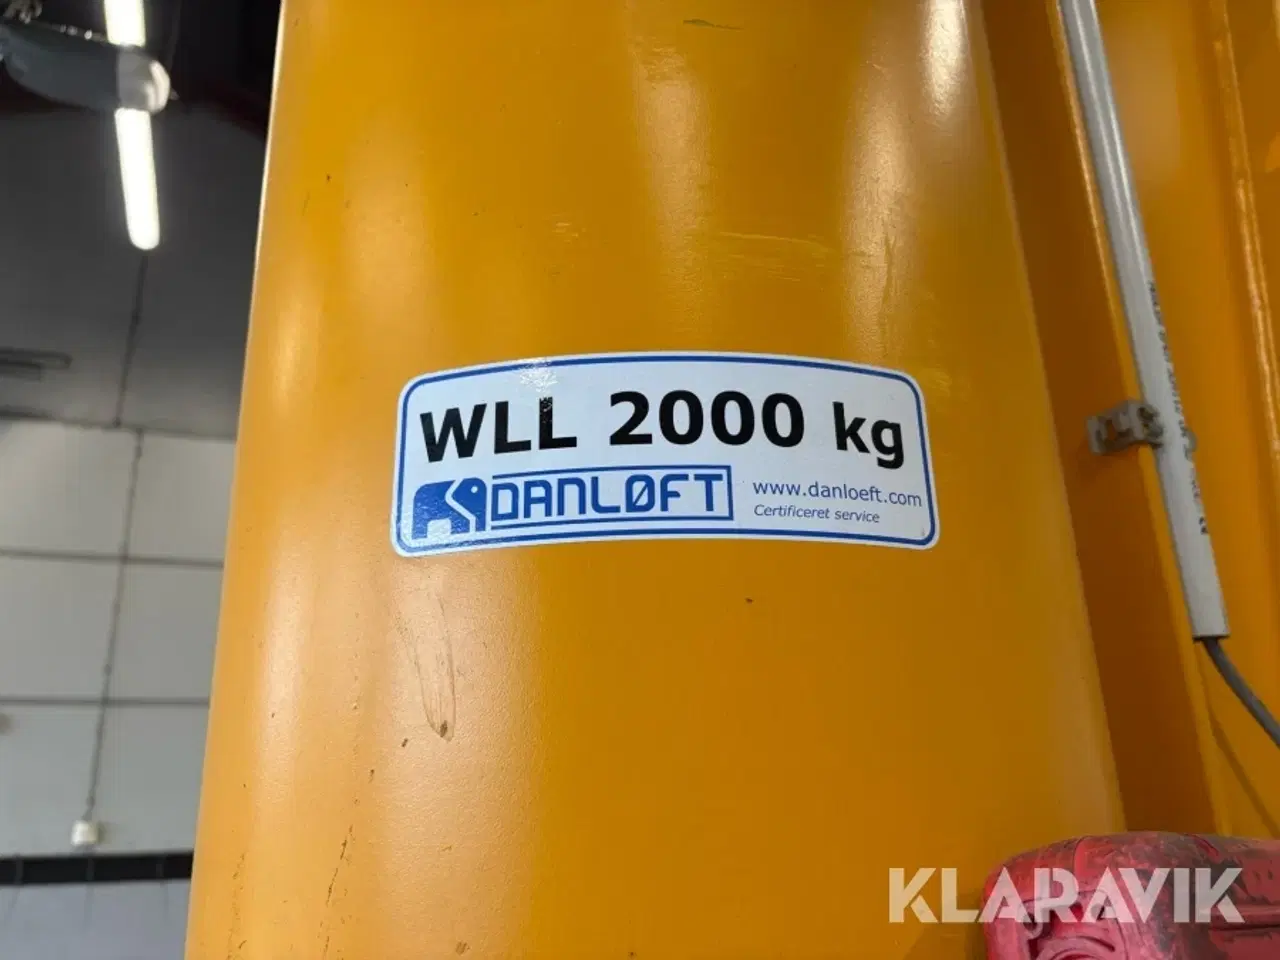 WLL 2000 kg
DANLØFT
www.danloeft.com
Certificeret service
KLARAVIK